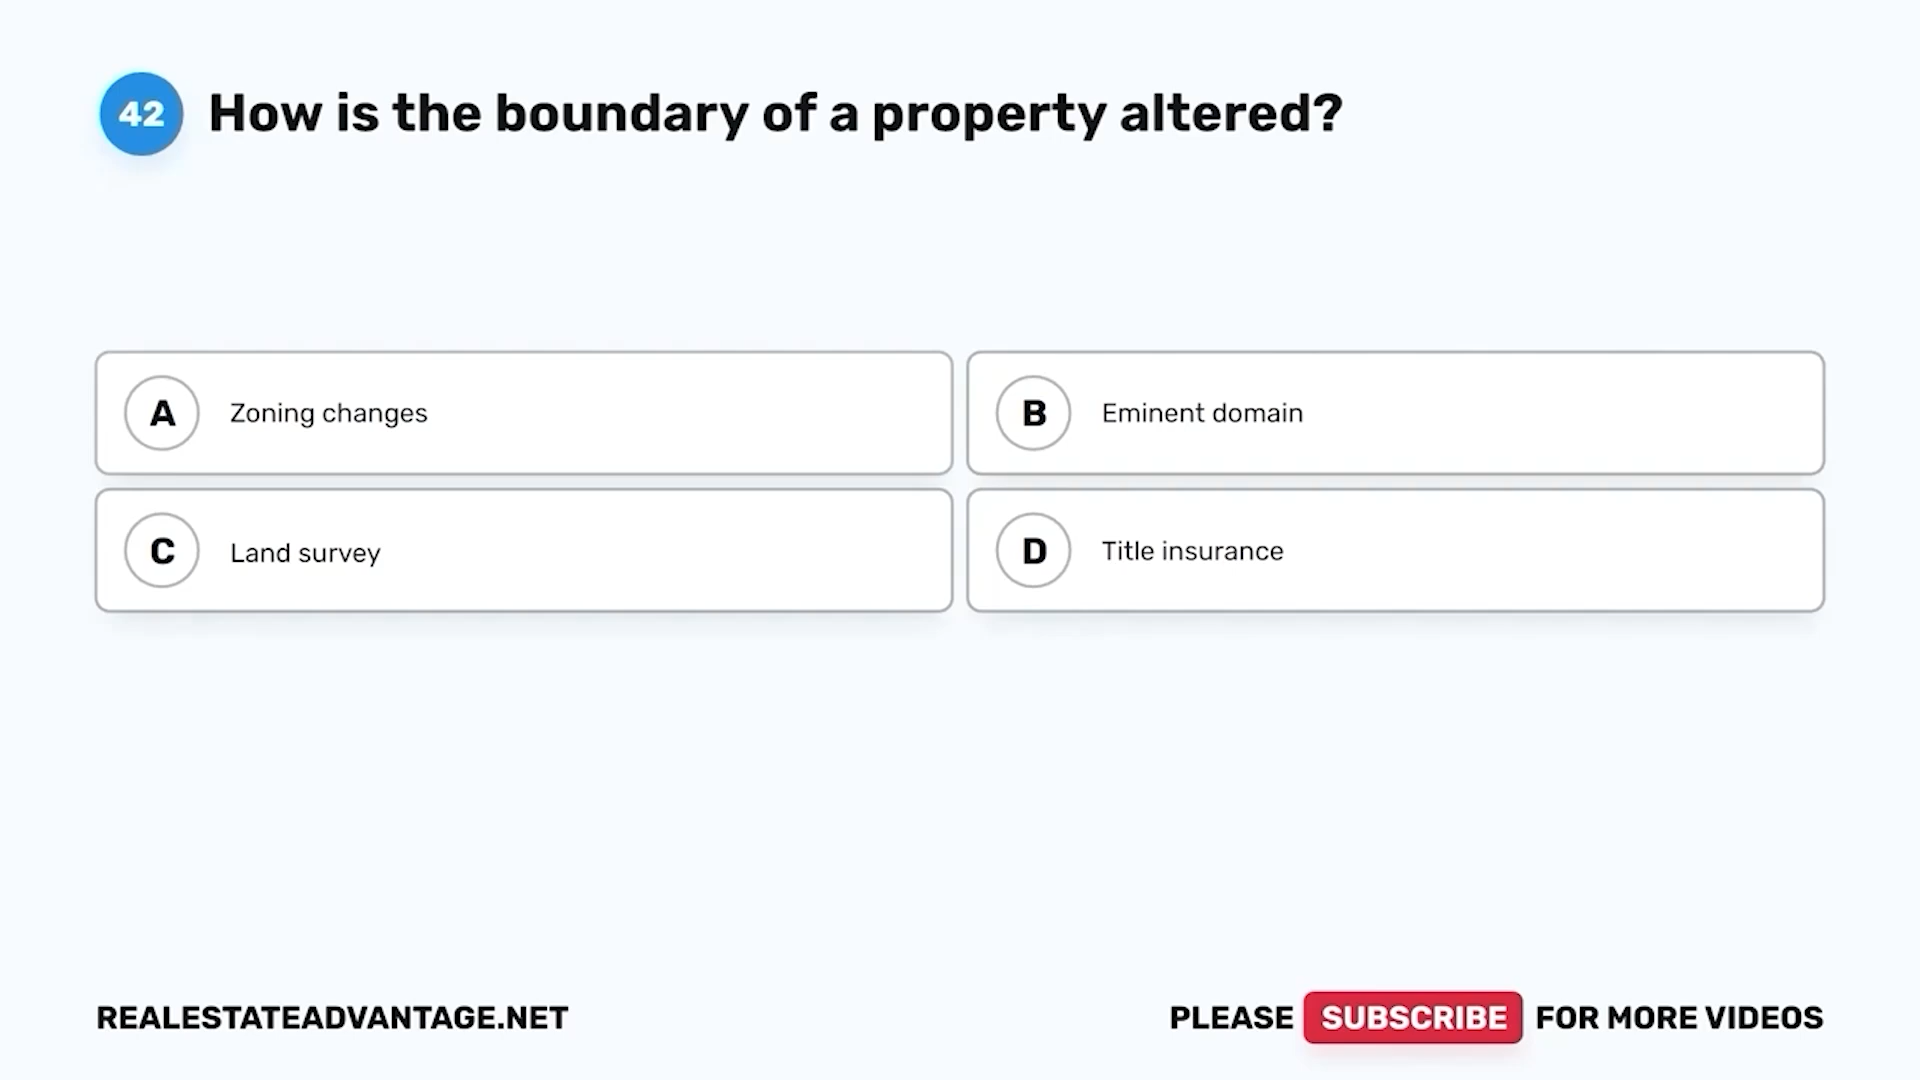 42 How is the boundary of a property altered?
A Zoning changes
B Eminent domain
C Land survey
D Title insurance
REALESTATEADVANTAGE.NET
PLEASE SUBSCRIBE FOR MORE VIDEOS